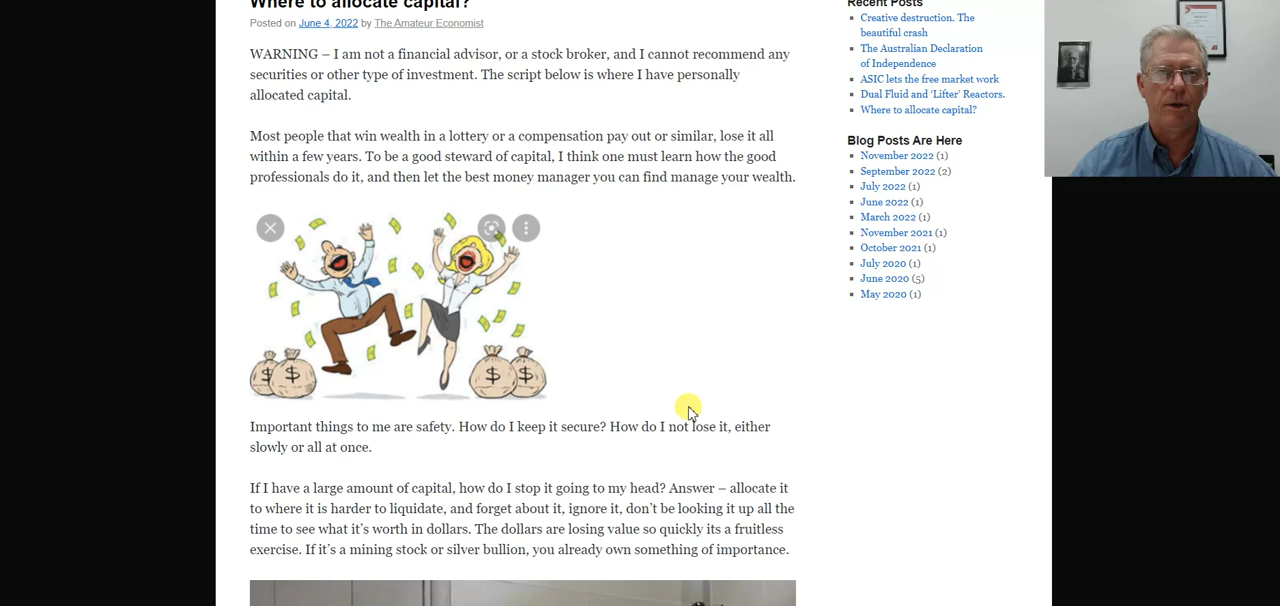 Where to allocate capital?
Posted on June 4, 2022 by The Amateur Economist
WARNING – I am not a financial advisor, or a stock broker, and I cannot recommend any
securities or other type of investment. The script below is where I have personally
allocated capital.
Most people that win wealth in a lottery or a compensation pay out or similar, lose it all
within a few years. To be a good steward of capital, I think one must learn how the good
professionals do it, and then let the best money manager you can find manage your wealth.
$
$
$
$
Important things to me are safety. How do I keep it secure? How do I not lose it, either
slowly or all at once.
If I have a large amount of capital, how do I stop it going to my head? Answer – allocate it
to where it is harder to liquidate, and forget about it, ignore it, don’t be looking it up all the
time to see what it’s worth in dollars. The dollars are losing value so quickly its a fruitless
exercise. If it’s a mining stock or silver bullion, you already own something of importance.
Recent Posts
Creative destruction. The
beautiful crash
The Australian Declaration
of Independence
ASIC lets the free market work
Dual Fluid and ‘Lifter’ Reactors.
Where to allocate capital?
Blog Posts Are Here
November 2022 (1)
September 2022 (2)
July 2022 (1)
June 2022 (1)
March 2022 (1)
November 2021 (1)
October 2021 (1)
July 2020 (1)
June 2020 (5)
May 2020 (1)